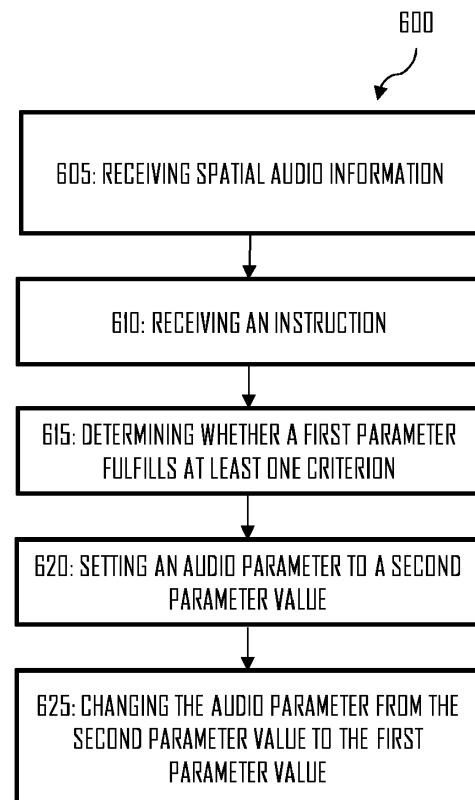 600
605: RECEIVING SPATIAL AUDIO INFORMATION
610: RECEIVING AN INSTRUCTION
615: DETERMINING WHETHER A FIRST PARAMETER
FULFILLS AT LEAST ONE CRITERION
620: SETTING AN AUDIO PARAMETER TO A SECOND
PARAMETER VALUE
625: CHANGING THE AUDIO PARAMETER FROM THE
SECOND PARAMETER VALUE TO THE FIRST
PARAMETER VALUE